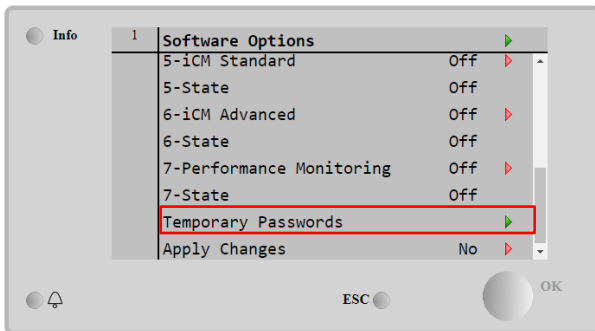 Info
1 Software Options
5-iCM Standard Off
5-State Off
6-iCM Advanced Off
6-State Off
7-Performance Monitoring Off
7-State Off
Temporary Passwords
Apply Changes No
ESC
OK